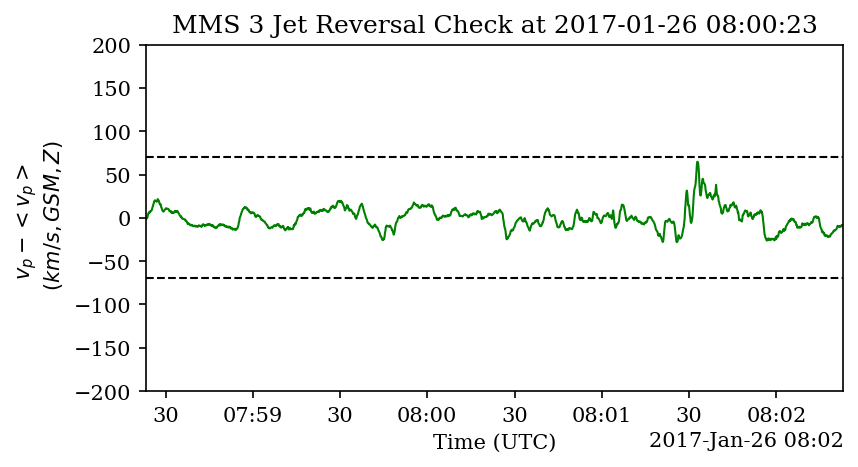 MMS 3 Jet Reversal Check at 2017-01-26 08:00:23
200
150
100
50
0
−50
−100
−150
−200
v_p − < v_p >
(km/s, GSM, Z)
30 07:59 30 08:00 30 08:01 30 08:02
Time (UTC)
2017-Jan-26 08:02